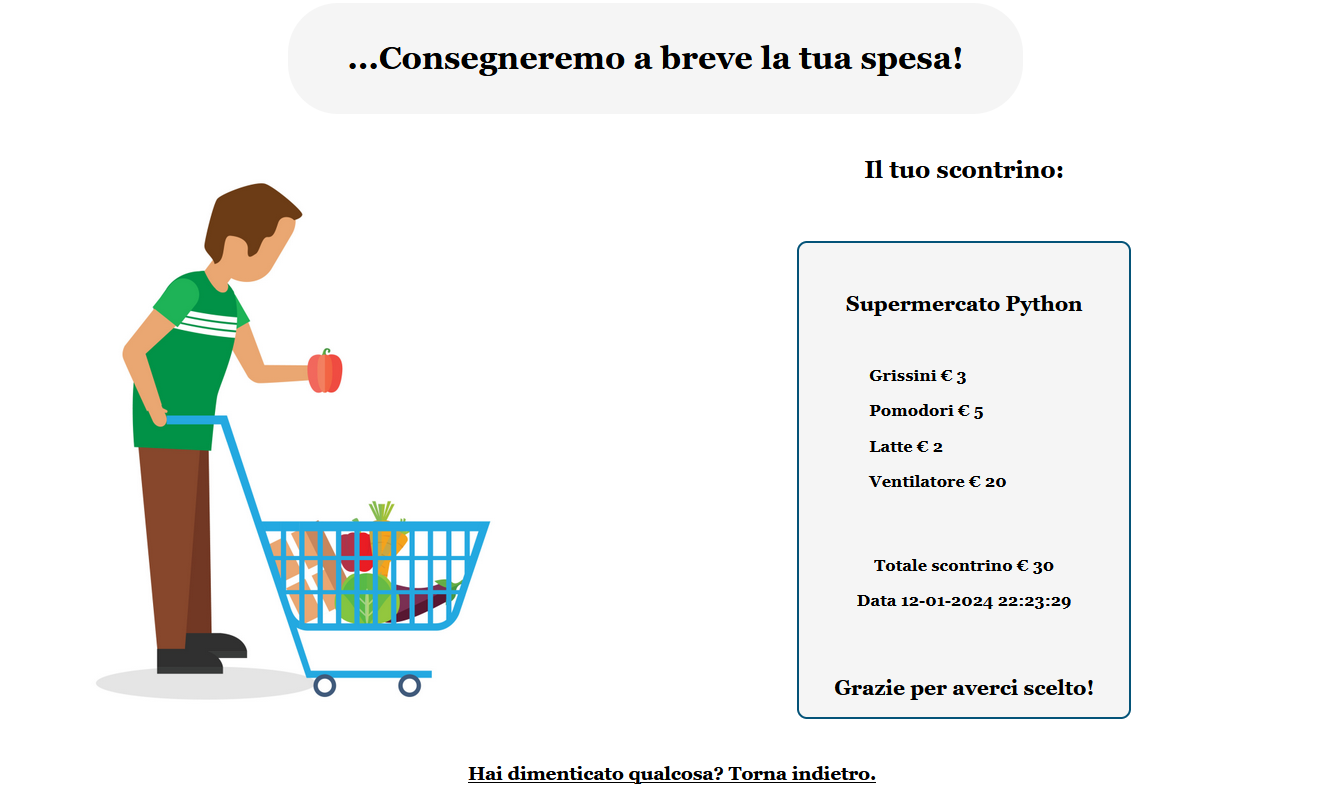 ...Consegneremo a breve la tua spesa!
Il tuo scontrino:
Supermercato Python
Grissini € 3
Pomodori € 5
Latte € 2
Ventilatore € 20
Totale scontrino € 30
Data 12-01-2024 22:23:29
Grazie per averci scelto!
Hai dimenticato qualcosa? Torna indietro.